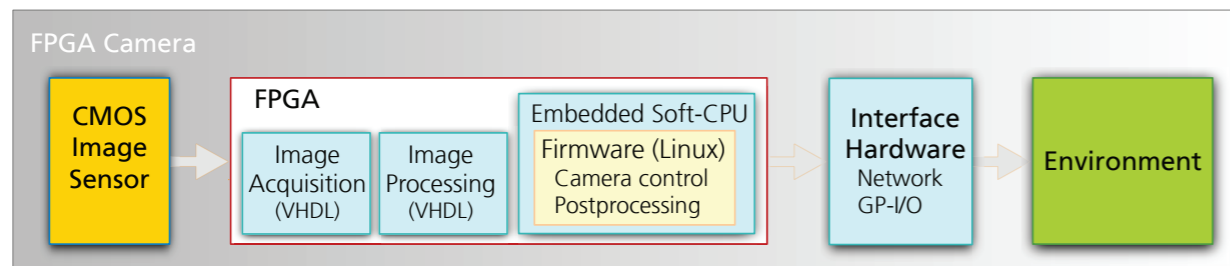 FPGA Camera
CMOS
Image
Sensor
FPGA
Image
Acquisition
(VHDL)
Image
Processing
(VHDL)
Embedded Soft-CPU
Firmware (Linux)
Camera control
Postprocessing
Interface
Hardware
Network
GP-I/O
Environment